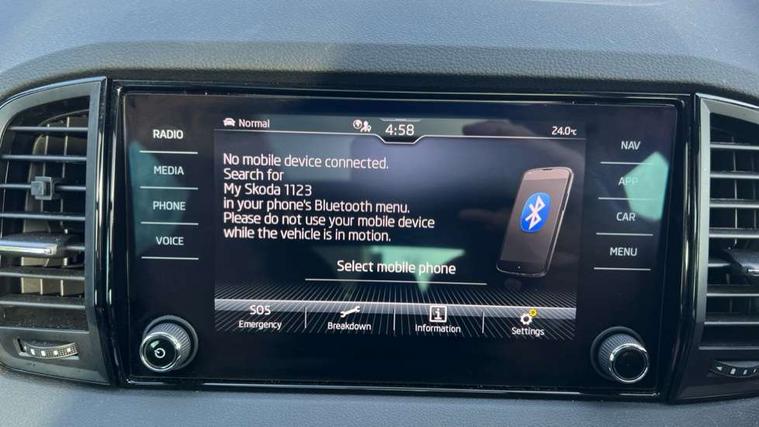 RADIO
MEDIA
PHONE
VOICE
Normal
4:58
24.0°C
No mobile device connected.
Search for
My Skoda 1123
in your phone's Bluetooth menu.
Please do not use your mobile device
while the vehicle is in motion.
Select mobile phone
SOS
Emergency
Breakdown
Information
Settings
NAV
APP
CAR
MENU